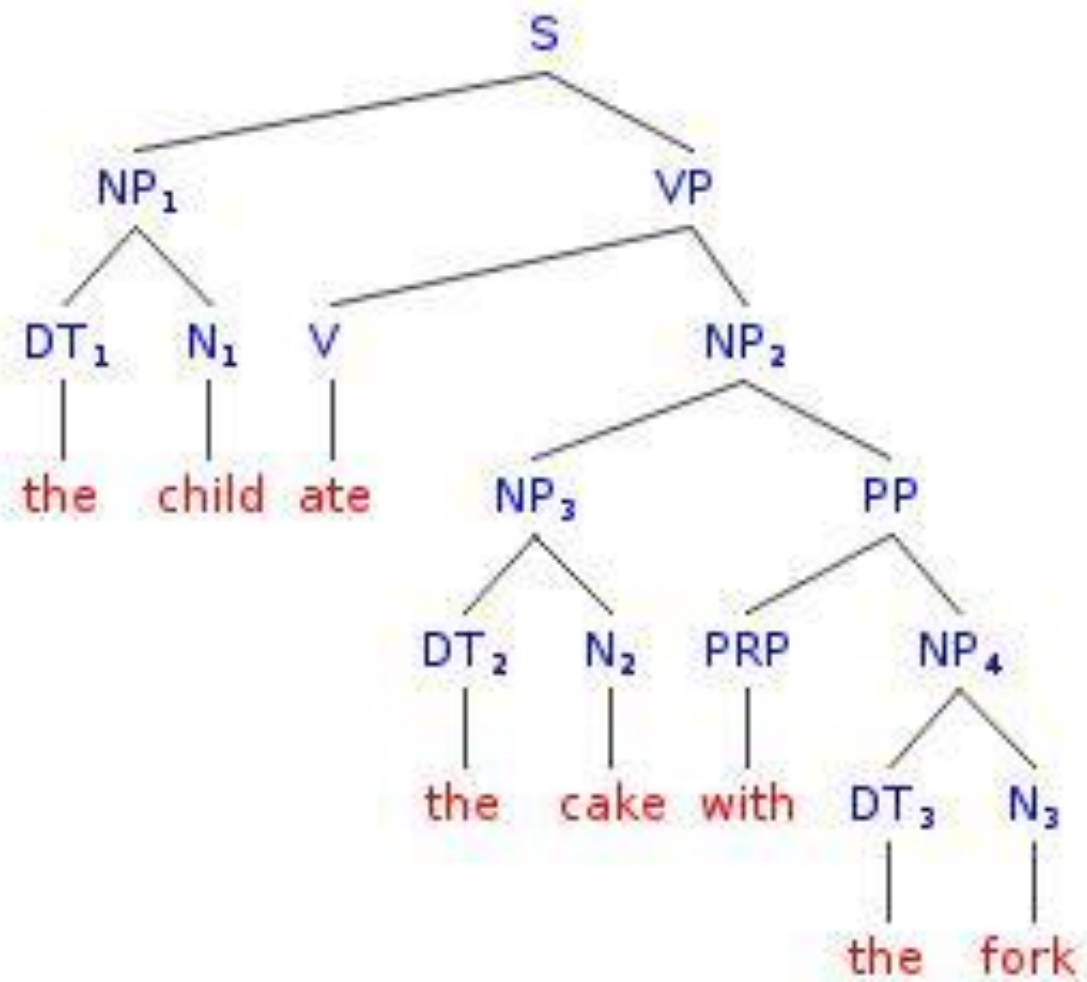 S
NP₁ VP
DT₁ N₁ V NP₂
the child ate NP₃ PP
DT₂ N₂ PRP NP₄
the cake with DT₃ N₃
the fork